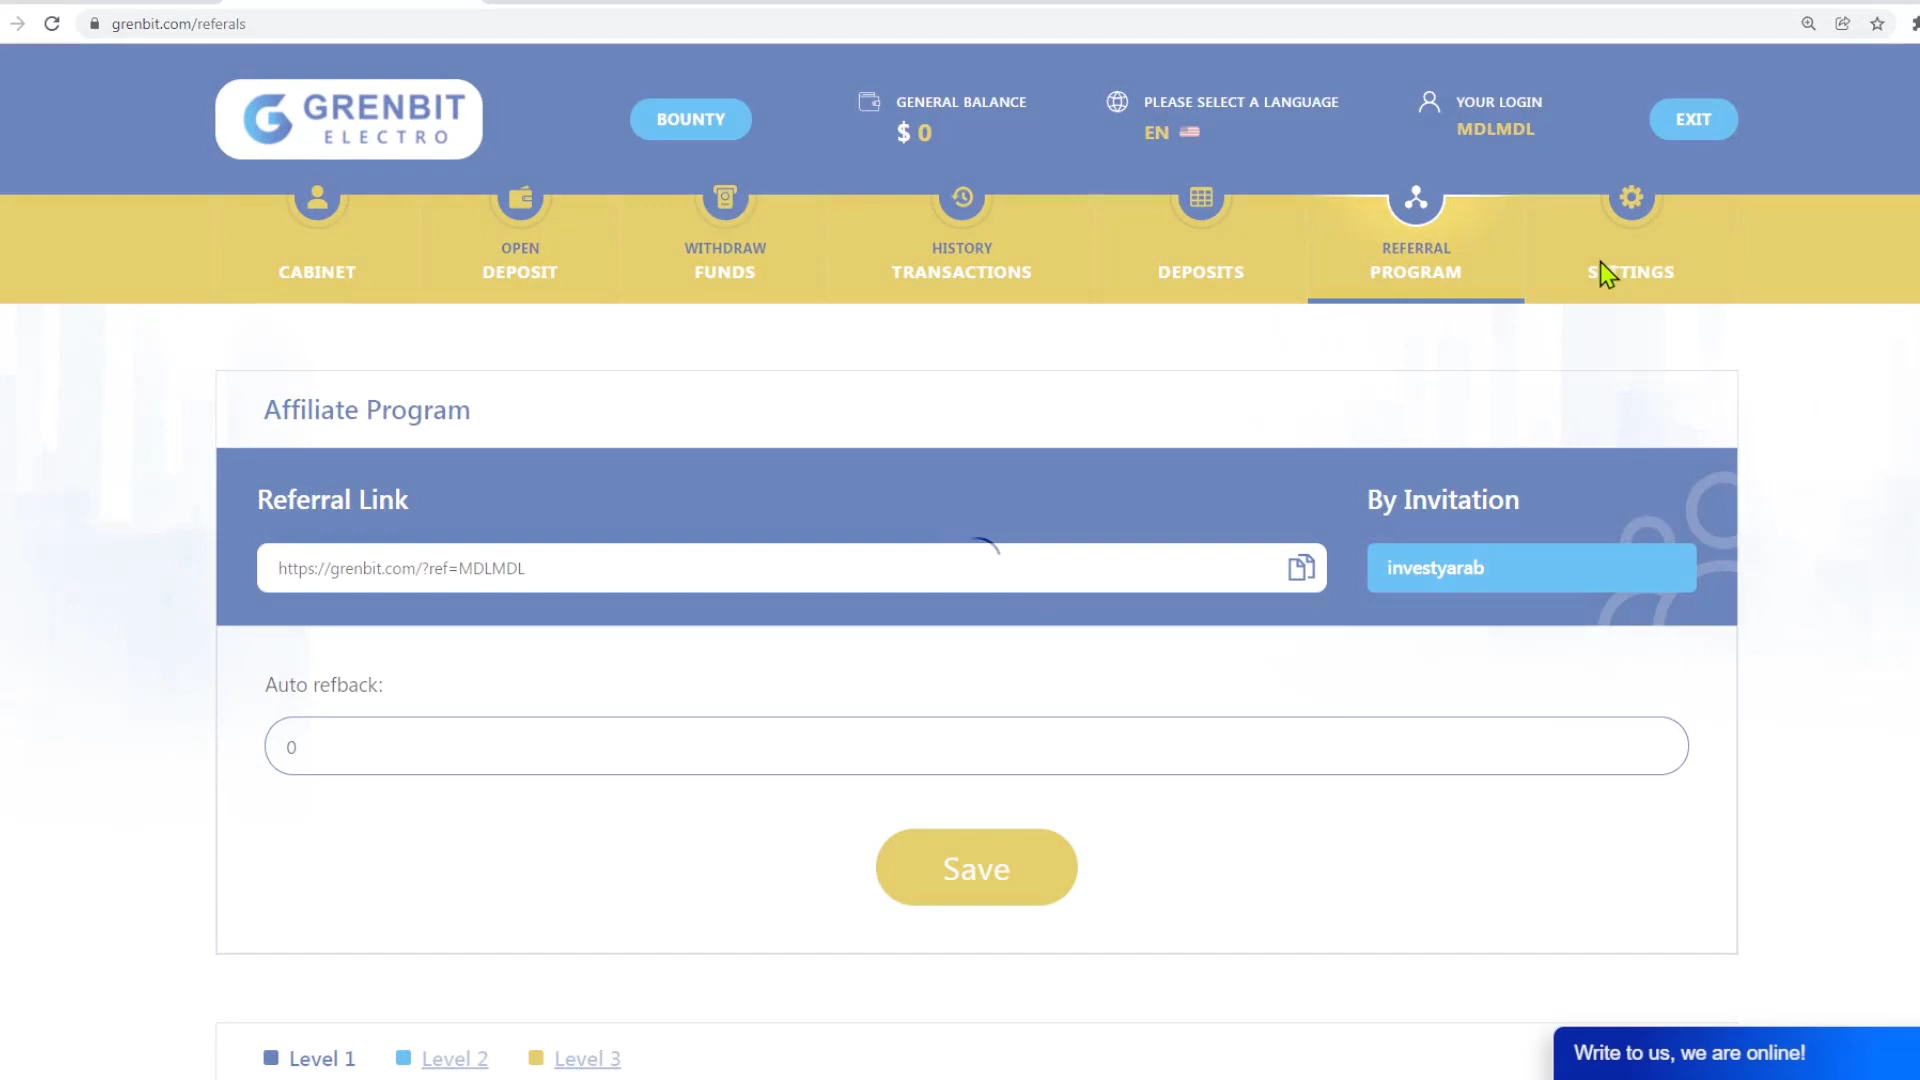 grenbit.com/referals
GRENBIT
ELECTRO
BOUNTY
GENERAL BALANCE
$ 0
PLEASE SELECT A LANGUAGE
EN
YOUR LOGIN
MDLMDL
EXIT
CABINET
OPEN
DEPOSIT
WITHDRAW
FUNDS
HISTORY
TRANSACTIONS
DEPOSITS
REFERRAL
PROGRAM
SETTINGS
Affiliate Program
Referral Link
By Invitation
https://grenbit.com/?ref=MDLMDL
investyarab
Auto refback:
0
Save
Level 1
Level 2
Level 3
Write to us, we are online!